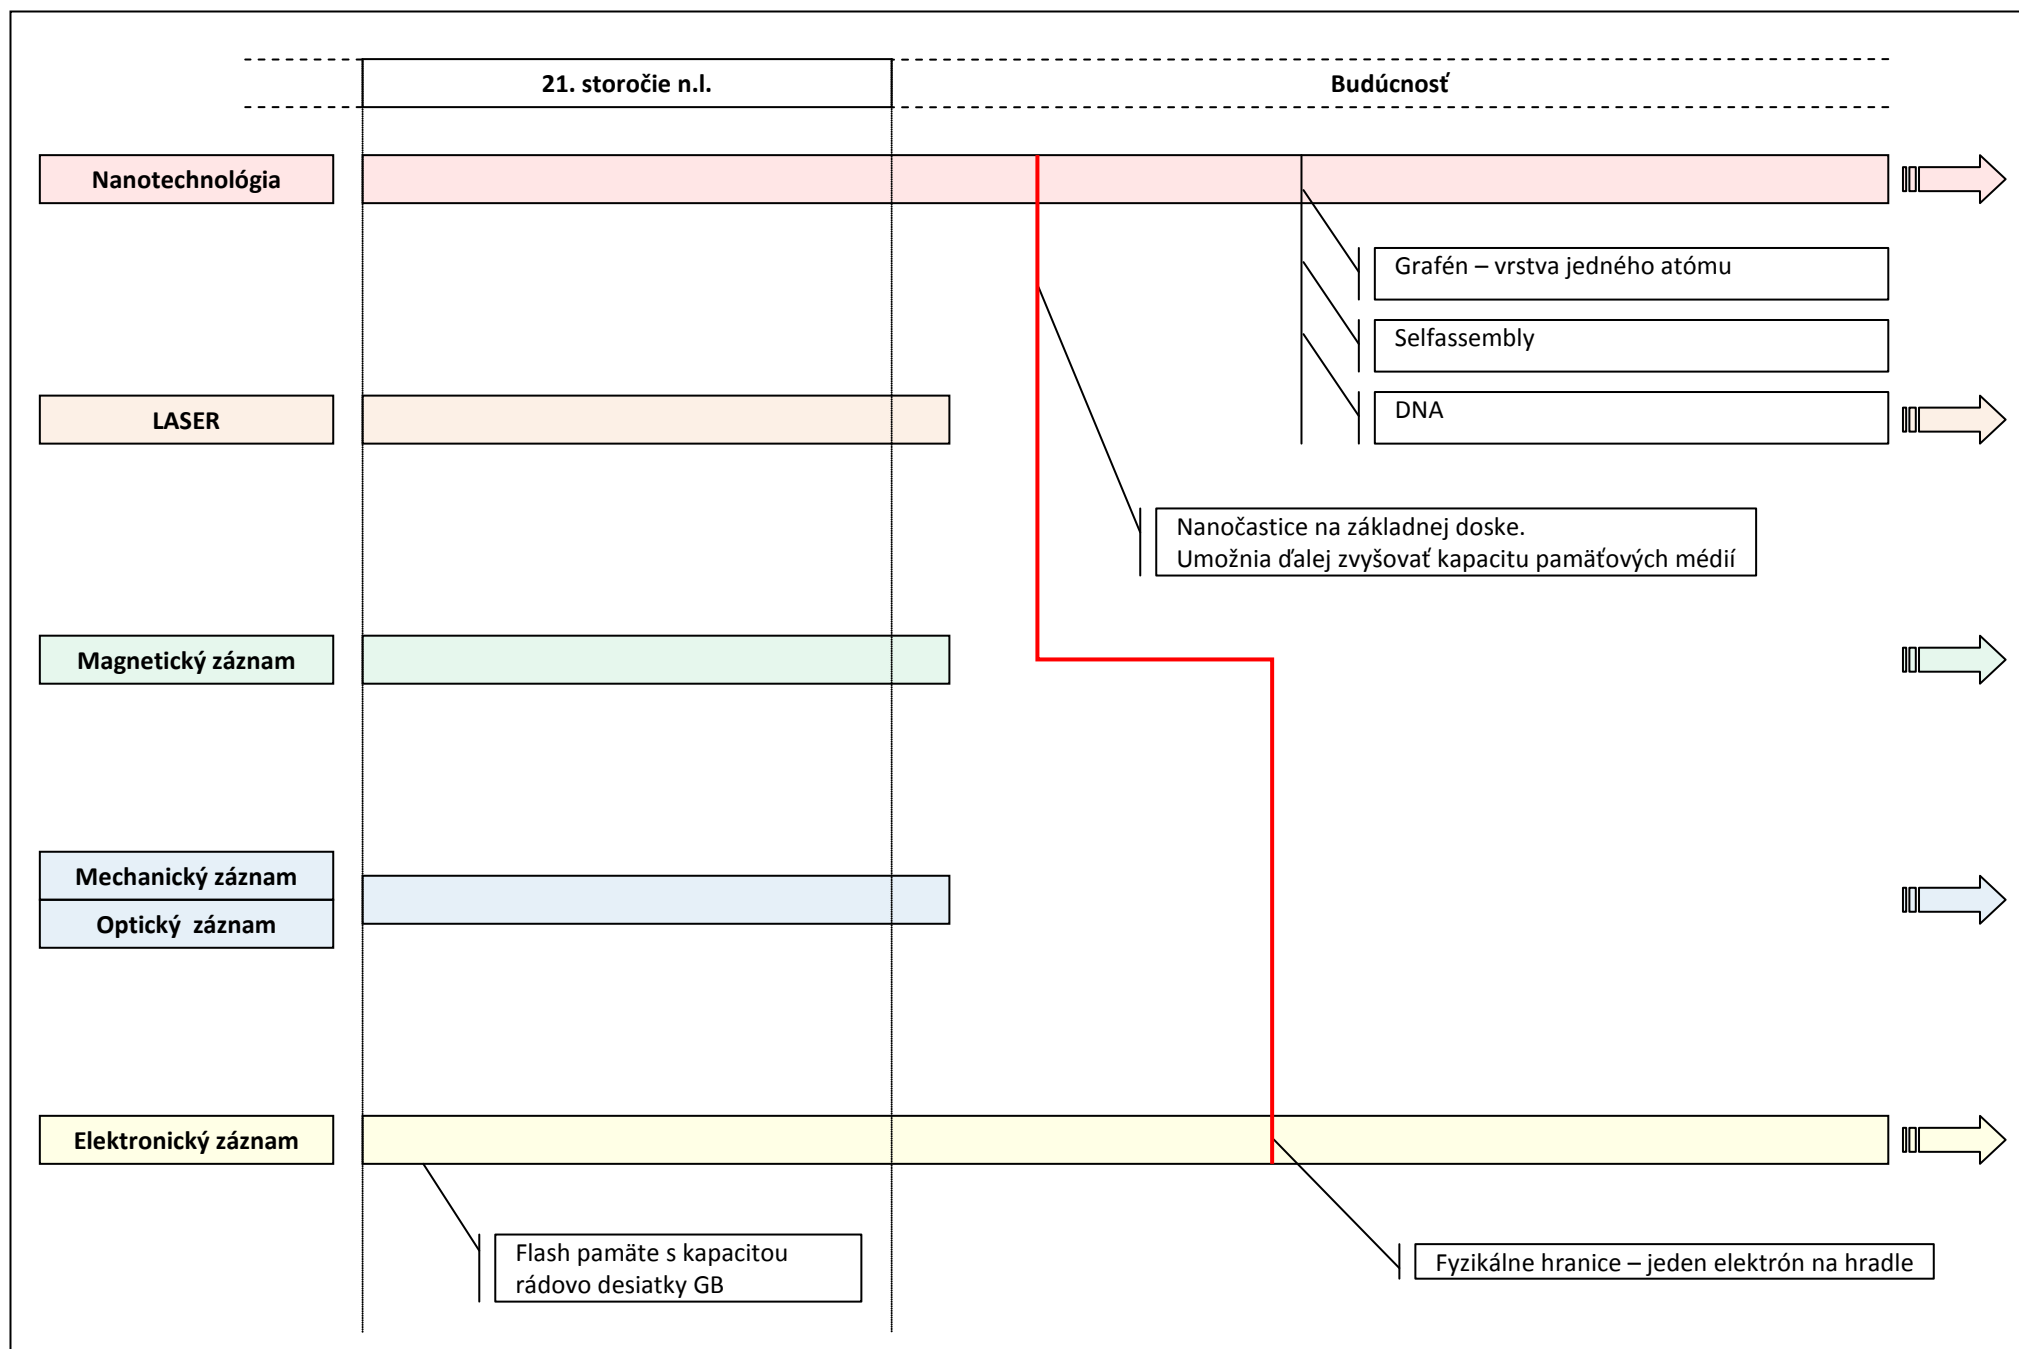 21. storočie n.l.
Budúcnosť
Nanotechnológia
Grafén – vrstva jedného atómu
Selfassembly
LASER
DNA
Nanočastice na základnej doske.
Umožnia ďalej zvyšovať kapacitu pamäťových médií
Magnetický záznam
Mechanický záznam
Optický  záznam
Elektronický záznam
Flash pamäte s kapacitou
rádovo desiatky GB
Fyzikálne hranice – jeden elektrón na hradle